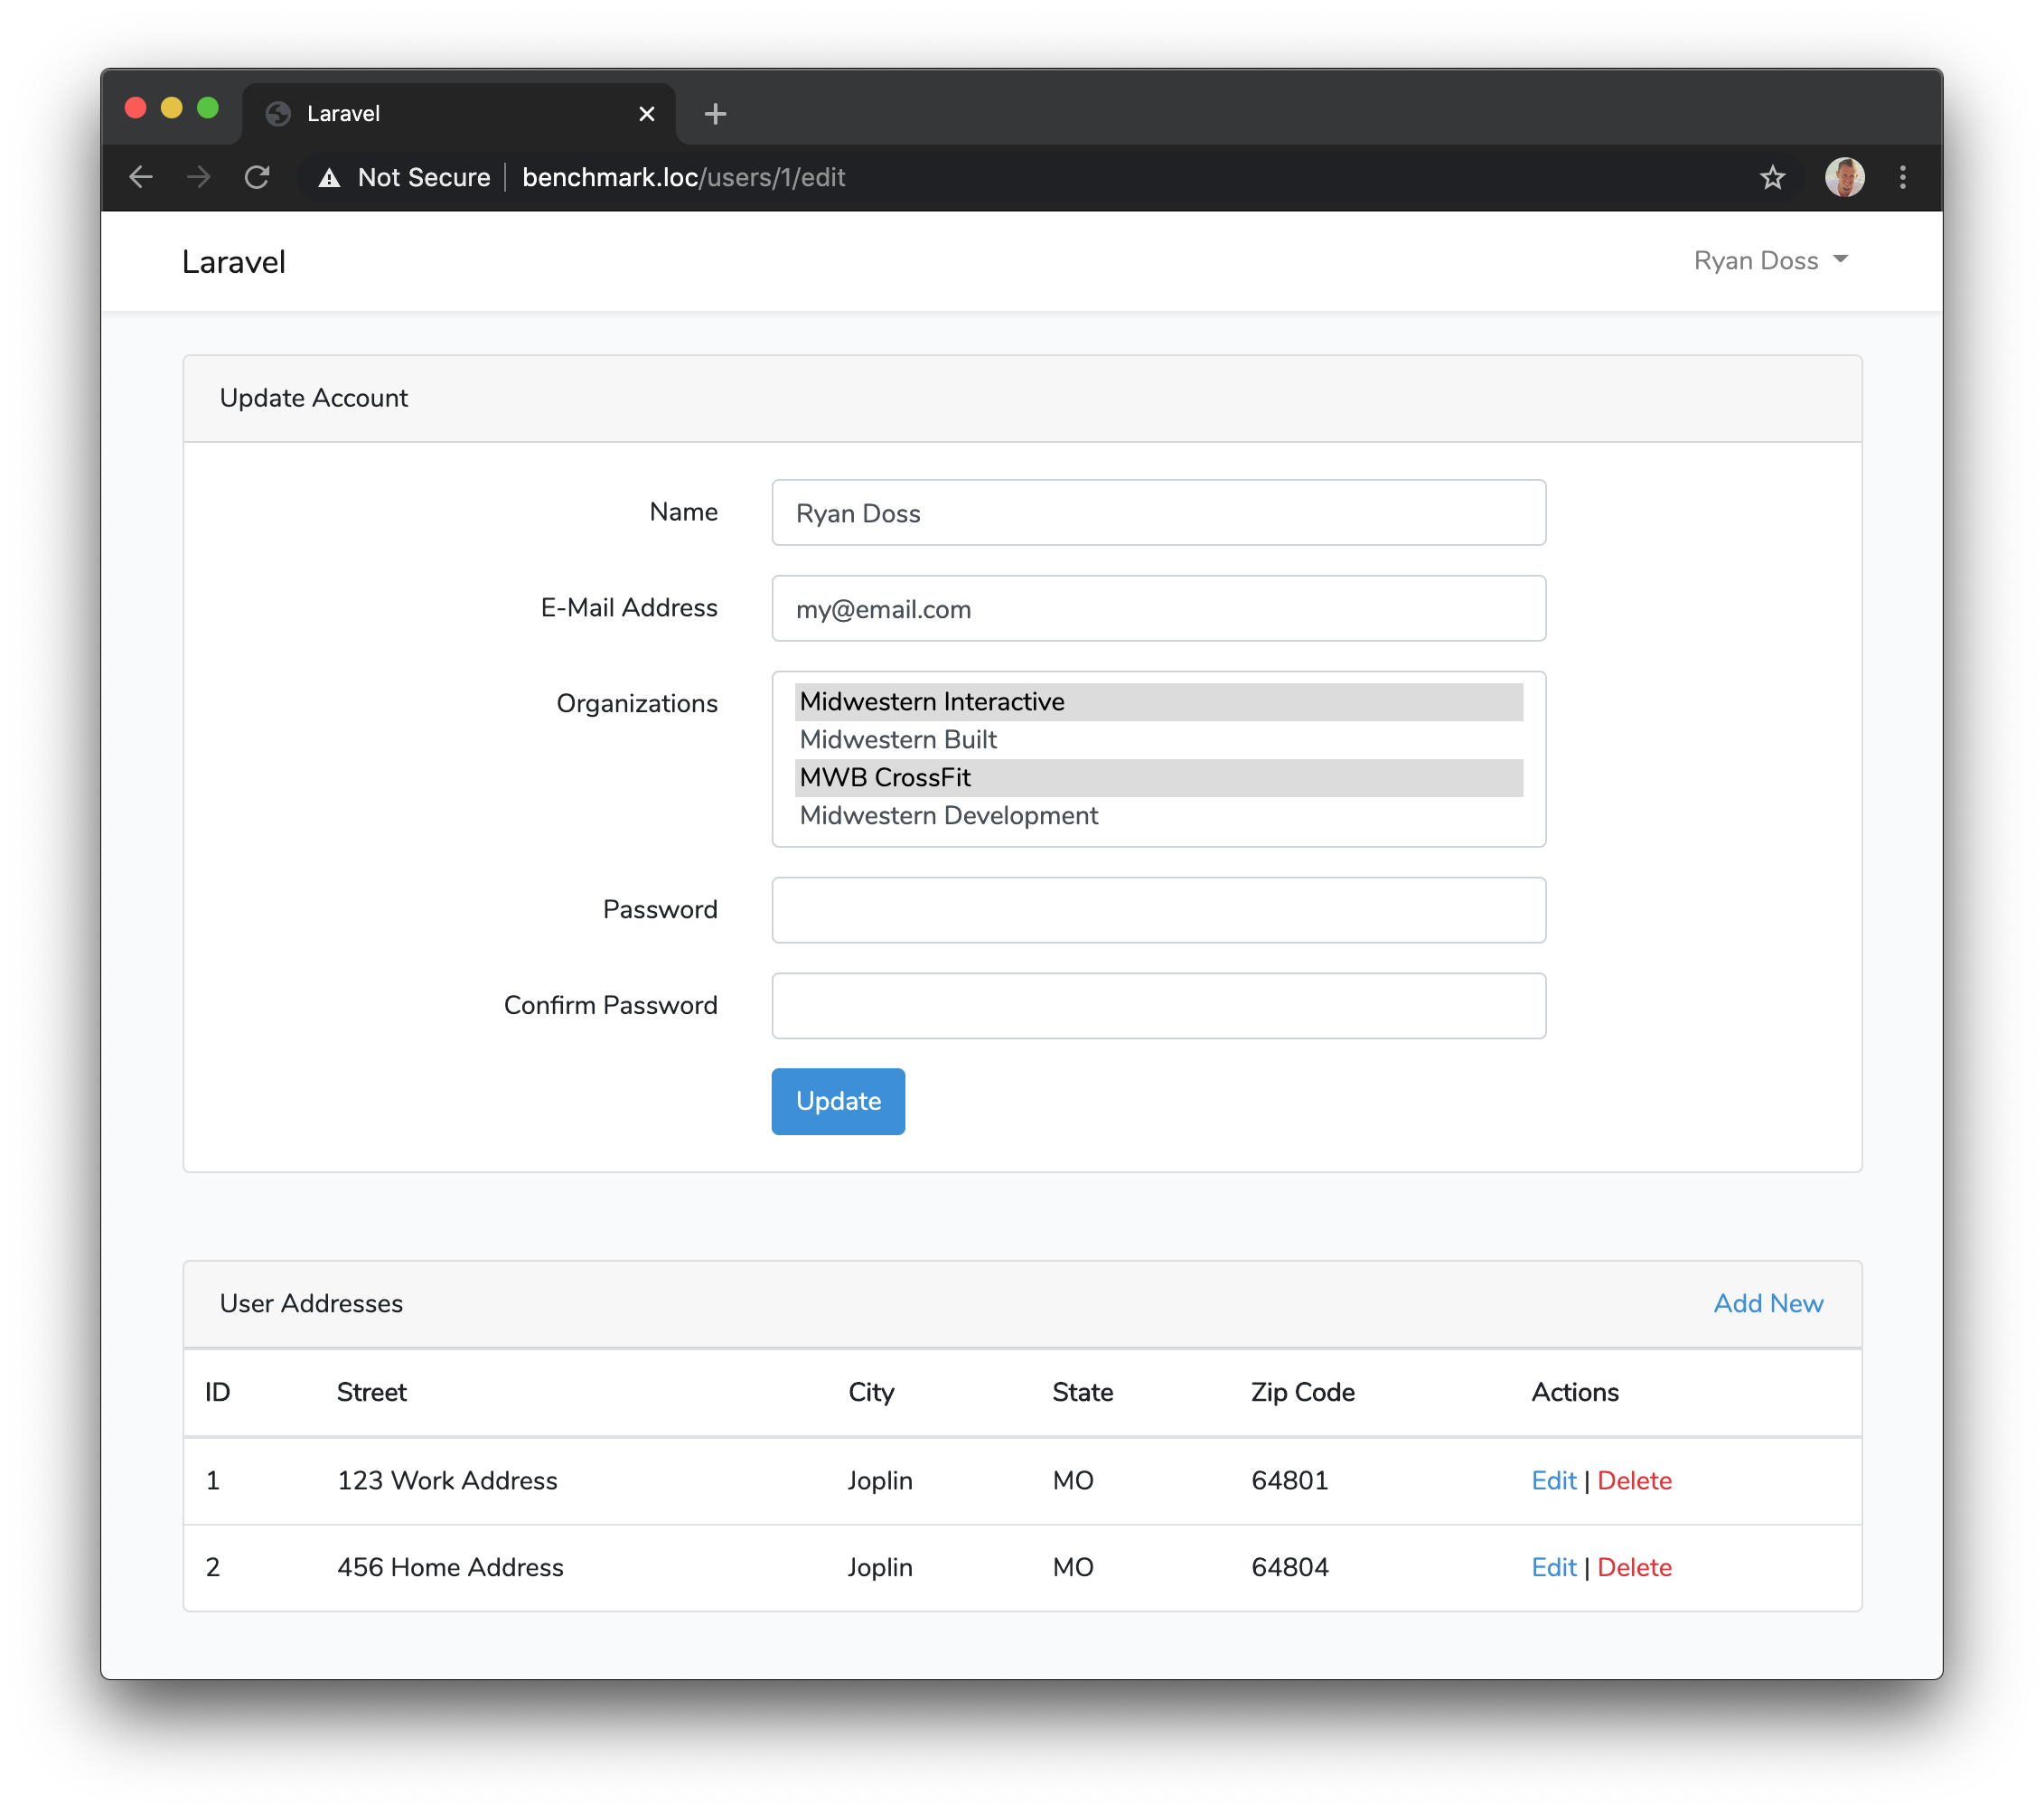 Laravel
Not Secure benchmark.loc/users/1/edit
Laravel Ryan Doss
Update Account
Name Ryan Doss
E-Mail Address my@email.com
Organizations Midwestern Interactive
Midwestern Built
MWB CrossFit
Midwestern Development
Password
Confirm Password
Update
User Addresses Add New
ID Street City State Zip Code Actions
1 123 Work Address Joplin MO 64801 Edit | Delete
2 456 Home Address Joplin MO 64804 Edit | Delete